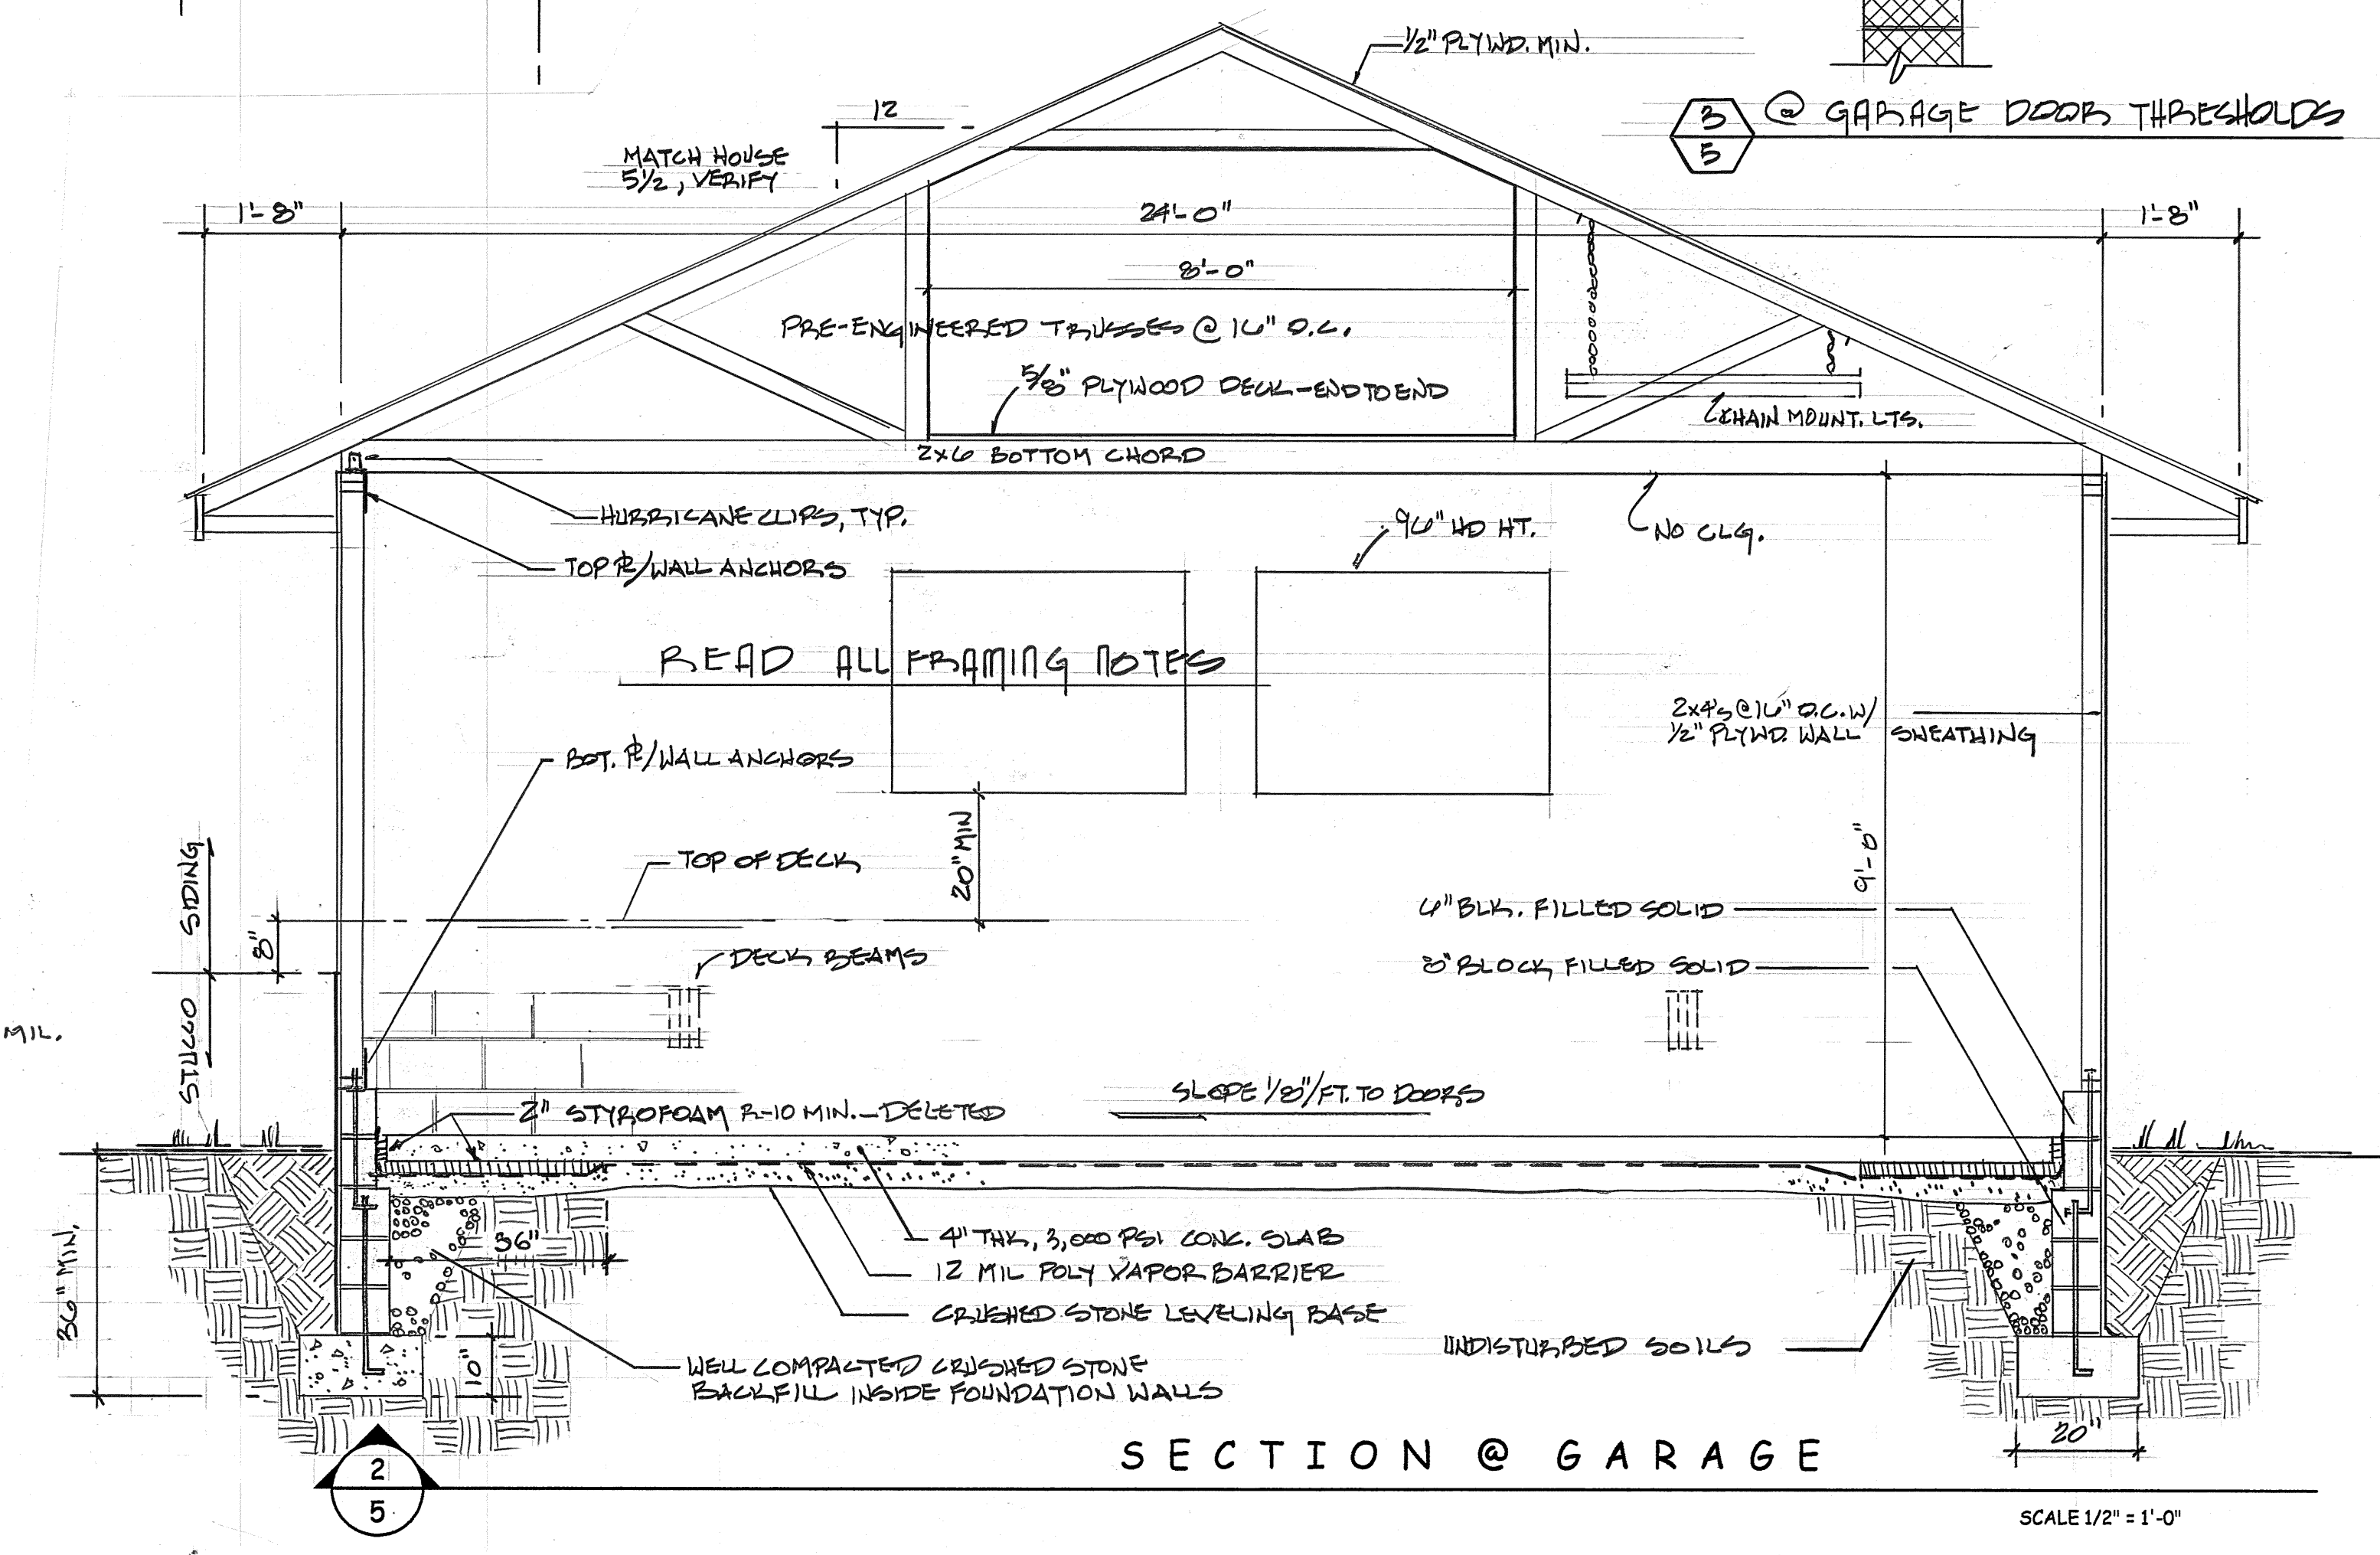 1/2" PLYWD. MIN.
3
5
@ GARAGE DOOR THRESHOLDS
12
MATCH HOUSE
5 1/2, VERIFY
1'-8"
24'-0"
1'-8"
8'-0"
PRE-ENGINEERED TRUSSES @ 16" O.C.
5/8" PLYWOOD DECK-END TO END
CHAIN MOUNT. LTS.
2x6 BOTTOM CHORD
HURRICANE CLIPS, TYP.
96" HD HT.
NO CLG.
TOP PL/WALL ANCHORS
READ ALL FRAMING NOTES
2x4's @ 16" O.C. W/
1/2" PLYWD. WALL SHEATHING
BOT. PL/WALL ANCHORS
20" MIN
TOP OF DECK
9'-0"
SIDING
8"
6" BLK. FILLED SOLID
DECK BEAMS
8" BLOCK FILLED SOLID
MIL.
STUCCO
SLOPE 1/8"/FT. TO DOORS
2" STYROFOAM R-10 MIN.-DELETED
36" MIN.
36"
4" THK, 3,000 PSI CONC. SLAB
12 MIL POLY VAPOR BARRIER
CRUSHED STONE LEVELING BASE
UNDISTURBED SOILS
10"
WELL COMPACTED CRUSHED STONE
BACKFILL INSIDE FOUNDATION WALLS
20"
2
5
SECTION @ GARAGE
SCALE 1/2" = 1'-0"